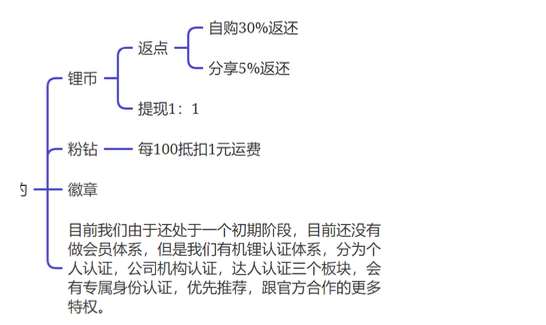 自购30%返还
返点
分享5%返还
锂币
提现1：1
粉钻
每100抵扣1元运费
徽章
目前我们由于还处于一个初期阶段，目前还没有
做会员体系，但是我们有机锂认证体系，分为个
人认证，公司机构认证，达人认证三个板块，会
有专属身份认证，优先推荐，跟官方合作的更多
特权。